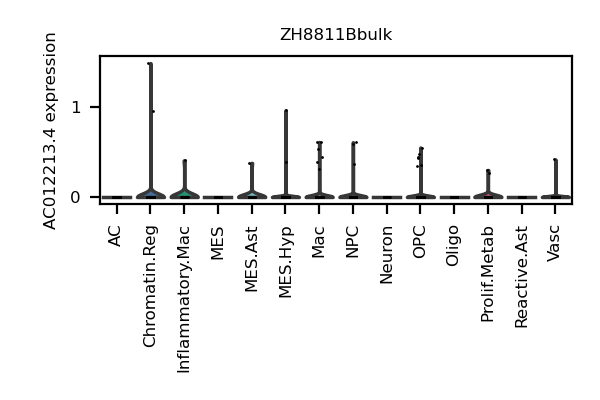 ZH8811Bbulk
AC012213.4 expression
1
0
AC
Chromatin.Reg
Inflammatory.Mac
MES
MES.Ast
MES.Hyp
Mac
NPC
Neuron
OPC
Oligo
Prolif.Metab
Reactive.Ast
Vasc